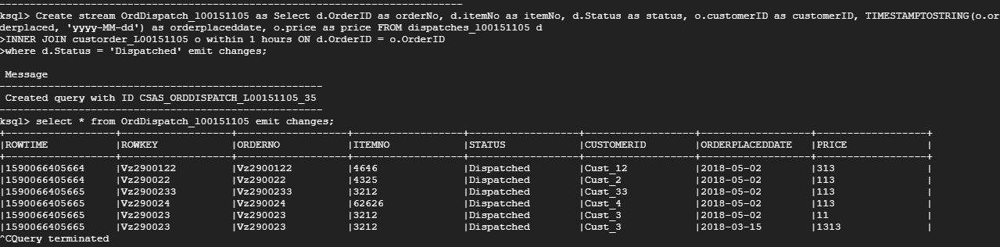 ksql> Create stream OrdDispatch_l00151105 as Select d.OrderID as orderNo, d.itemNo as itemNo, d.Status as status, o.customerID as customerID, TIMESTAMPTOSTRING(o.or
derplaced, 'yyyy-MM-dd') as orderplaceddate, o.price as price FROM dispatches_l00151105 d
>INNER JOIN custorder_L00151105 o within 1 hours ON d.OrderID = o.OrderID
>where d.Status = 'Dispatched' emit changes;
Message
Created query with ID CSAS_ORDDISPATCH_L00151105_35
ksql> select * from OrdDispatch_l00151105 emit changes;
|ROWTIME |ROWKEY |ORDERNO |ITEMNO |STATUS |CUSTOMERID |ORDERPLACEDDATE |PRICE |
|1590066405664 |Vz2900122 |Vz2900122 |4646 |Dispatched |Cust_12 |2018-05-02 |313 |
|1590066405664 |Vz290022 |Vz290022 |4325 |Dispatched |Cust_2 |2018-05-02 |113 |
|1590066405665 |Vz2900233 |Vz2900233 |3212 |Dispatched |Cust_33 |2018-05-02 |113 |
|1590066405665 |Vz290024 |Vz290024 |62626 |Dispatched |Cust_4 |2018-05-02 |113 |
|1590066405665 |Vz290023 |Vz290023 |3212 |Dispatched |Cust_3 |2018-05-02 |11 |
|1590066405665 |Vz290023 |Vz290023 |3212 |Dispatched |Cust_3 |2018-03-15 |1313 |
^CQuery terminated